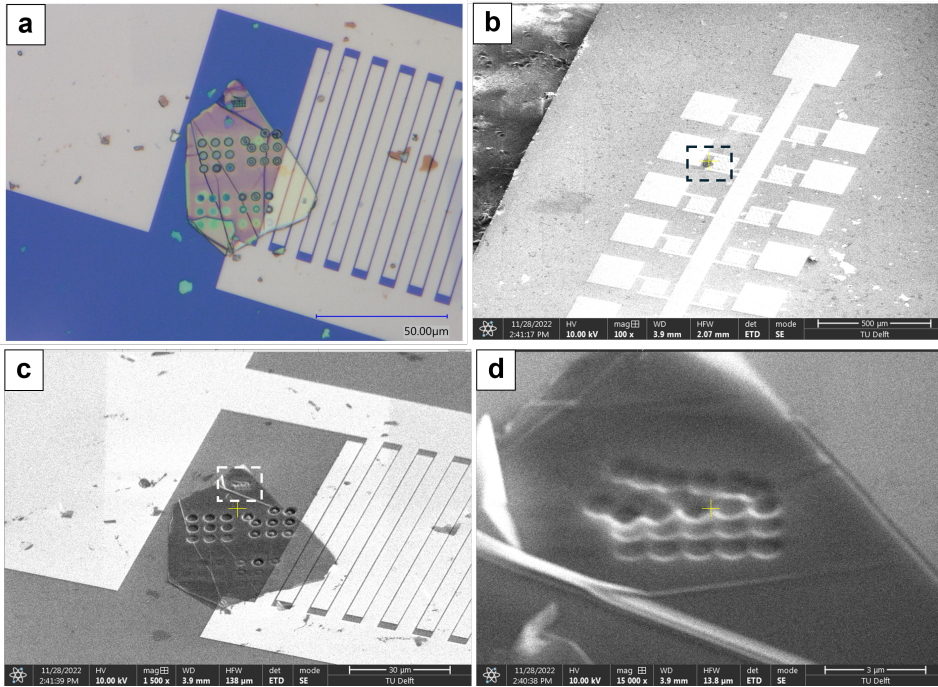 a
50.00µm
b
11/28/2022 HV mag WD HFW det mode 500 µm
2:41:17 PM 10.00 kV 100 x 3.9 mm 2.07 mm ETD SE TU Delft
c
11/28/2022 HV mag WD HFW det mode 30 µm
2:41:39 PM 10.00 kV 1 500 x 3.9 mm 138 µm ETD SE TU Delft
d
11/28/2022 HV mag WD HFW det mode 3 µm
2:40:38 PM 10.00 kV 15 000 x 3.9 mm 13.8 µm ETD SE TU Delft